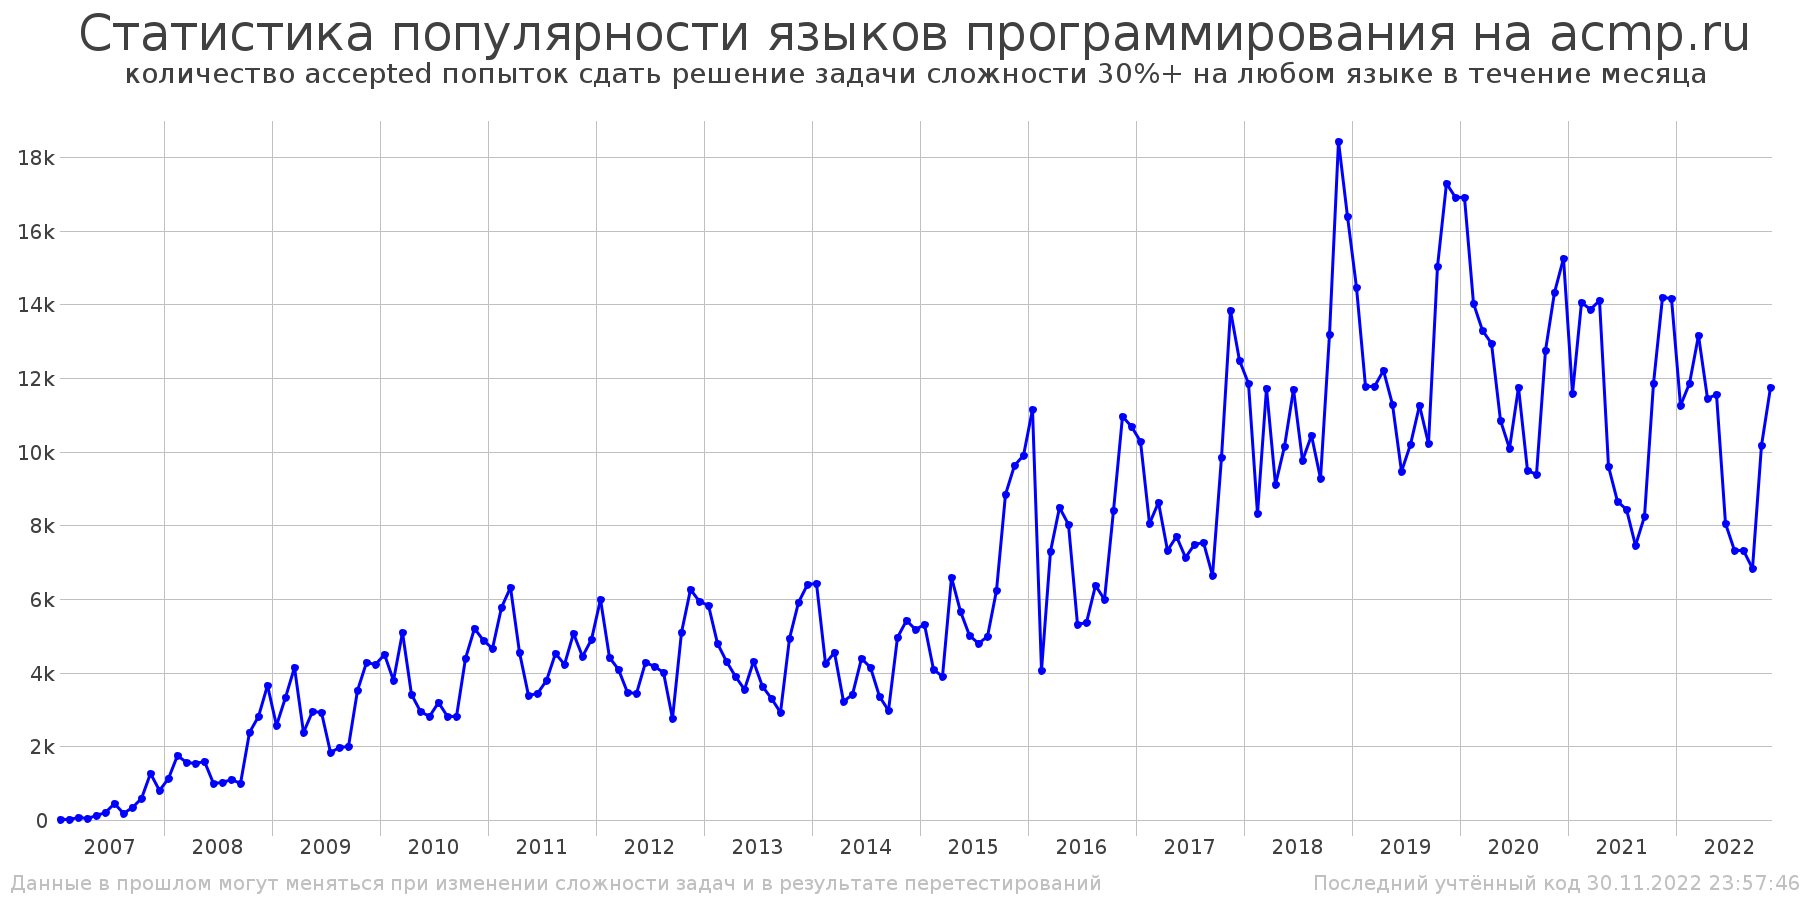 Статистика популярности языков программирования на acmp.ru
количество accepted попыток сдать решение задачи сложности 30%+ на любом языке в течение месяца
18k
16k
14k
12k
10k
8k
6k
4k
2k
0
2007 2008 2009 2010 2011 2012 2013 2014 2015 2016 2017 2018 2019 2020 2021 2022
Данные в прошлом могут меняться при изменении сложности задач и в результате перетестирований
Последний учтённый код 30.11.2022 23:57:46